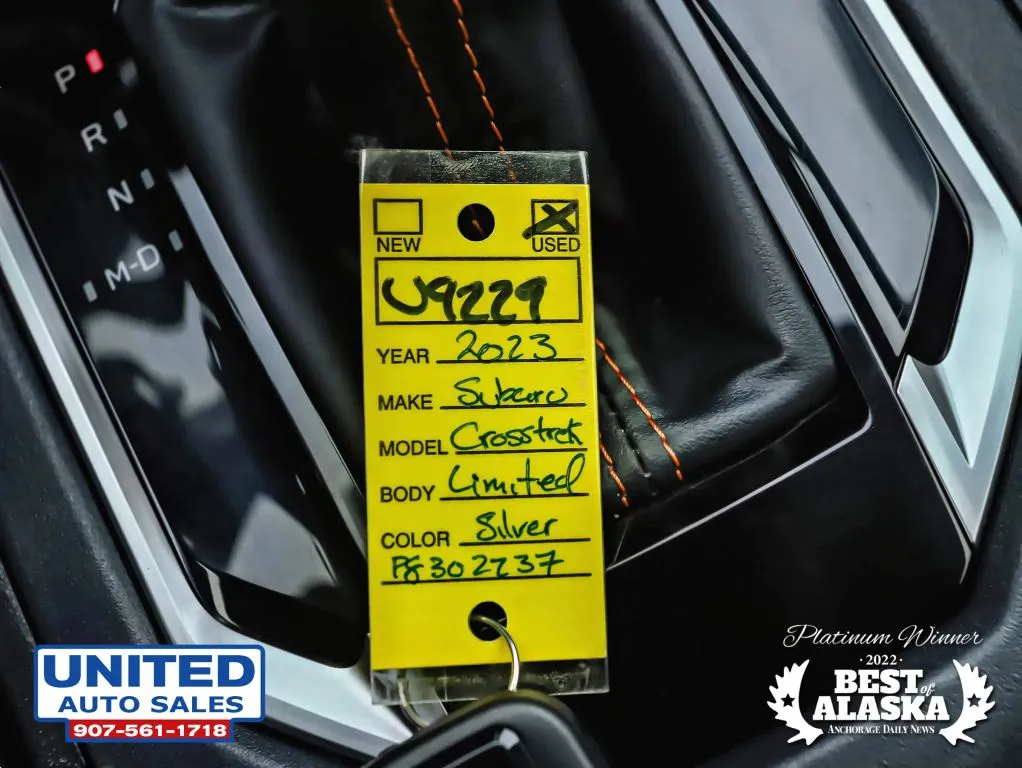 P
R
N
M-D
NEW USED
U9229
YEAR 2023
MAKE Subaru
MODEL Crosstrek
BODY Limited
COLOR Silver
P8302237
UNITED
AUTO SALES
907-561-1718
Platinum Winner
·2022·
BEST of
ALASKA
ANCHORAGE DAILY NEWS